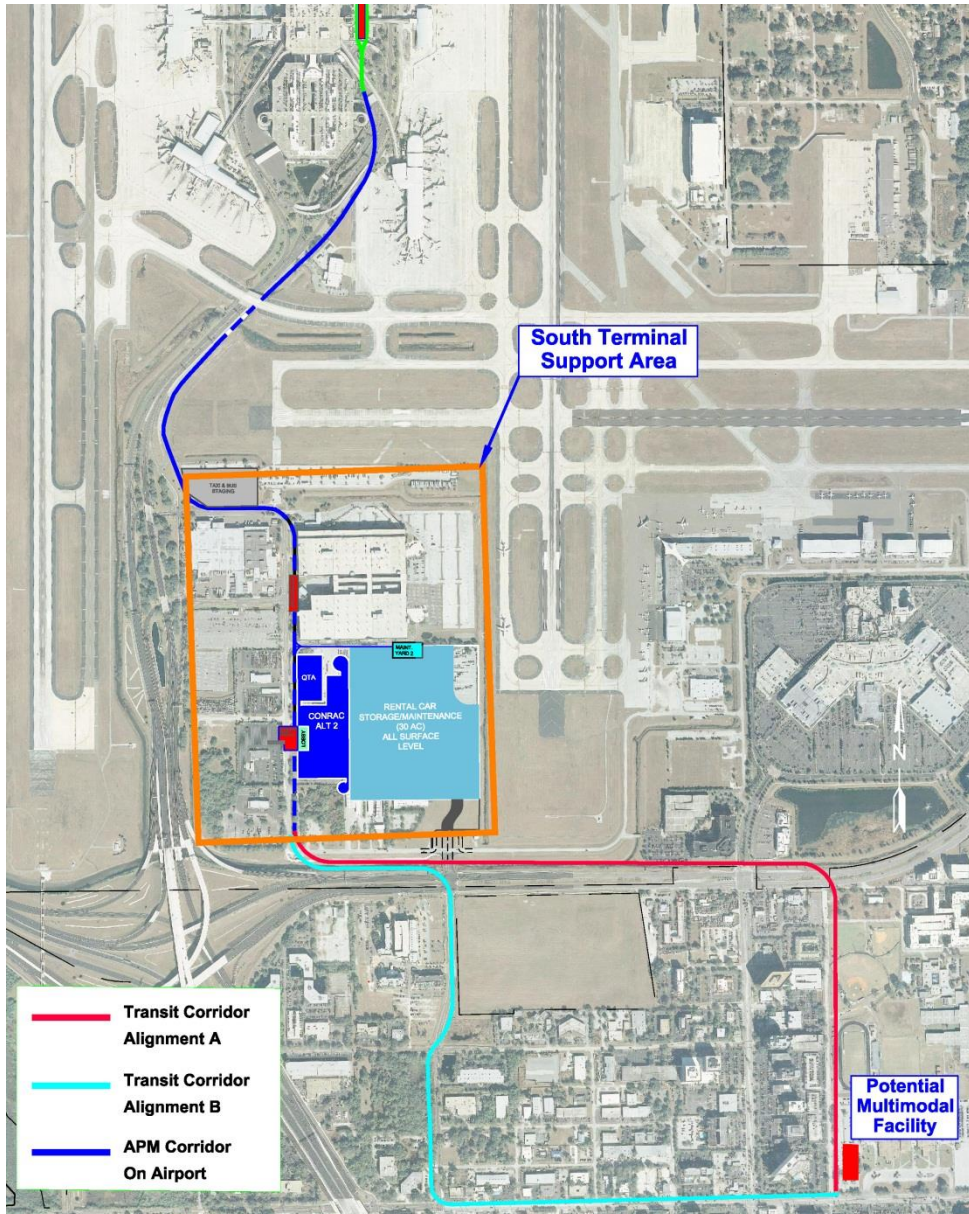 South Terminal
Support Area
TAXI & BUS
STAGING
MAINT.
YARD 2
QTA
CONRAC
ALT 2
LOBBY
RENTAL CAR
STORAGE/MAINTENANCE
(30 AC)
ALL SURFACE
LEVEL
N
Transit Corridor
Alignment A
Transit Corridor
Alignment B
APM Corridor
On Airport
Potential
Multimodal
Facility